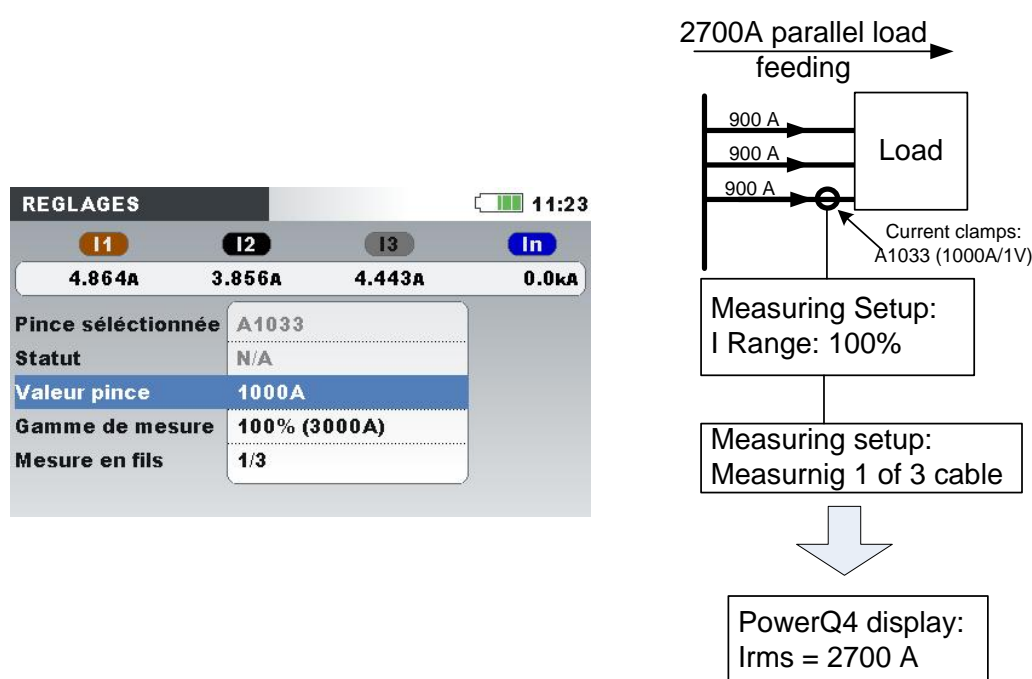 REGLAGES 11:23
I1 I2 I3 In
4.864A 3.856A 4.443A 0.0kA
Pince séléctionnée A1033
Statut N/A
Valeur pince 1000A
Gamme de mesure 100% (3000A)
Mesure en fils 1/3
2700A parallel load
feeding
900 A
900 A
900 A
Load
Current clamps:
A1033 (1000A/1V)
Measuring Setup:
I Range: 100%
Measuring setup:
Measurnig 1 of 3 cable
PowerQ4 display:
Irms = 2700 A